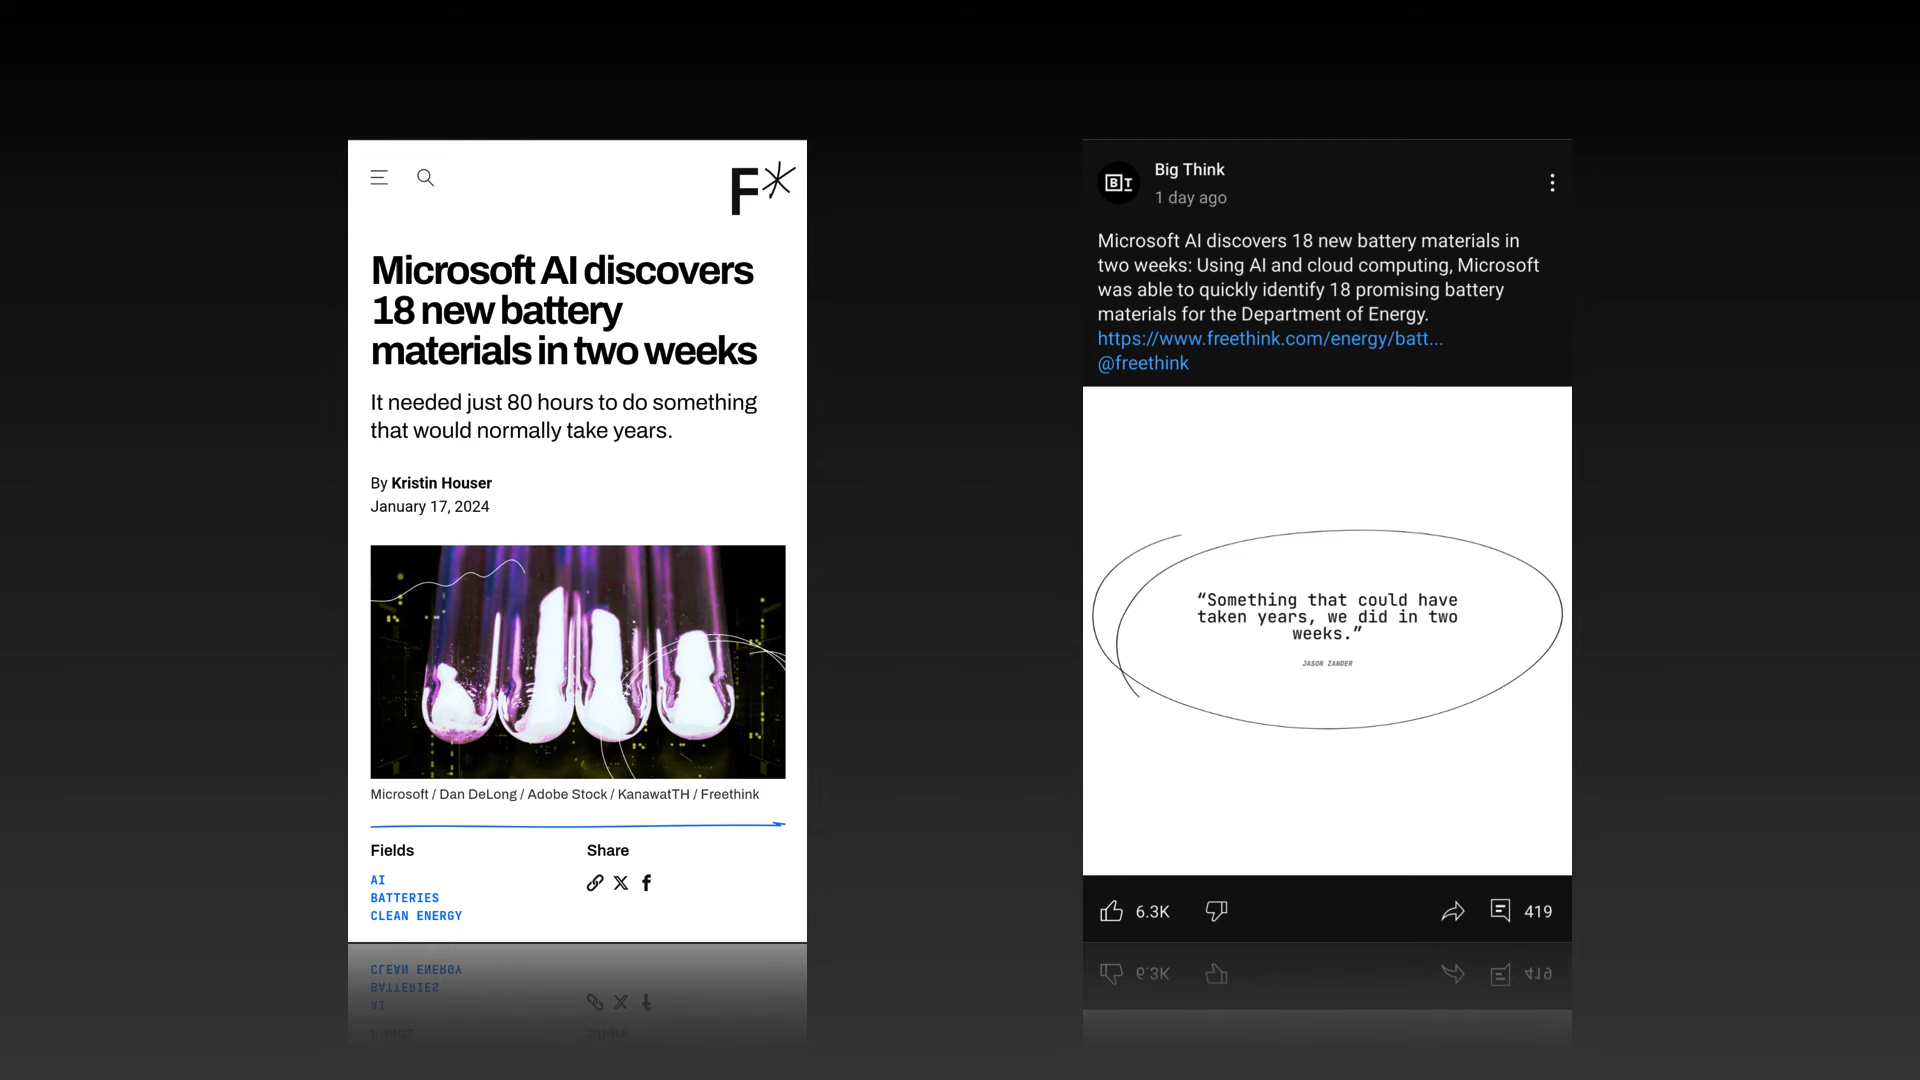 F*
Microsoft AI discovers
18 new battery
materials in two weeks
It needed just 80 hours to do something
that would normally take years.
By Kristin Houser
January 17, 2024
Microsoft / Dan DeLong / Adobe Stock / KanawatTH / Freethink
Fields
Share
AI
BATTERIES
CLEAN ENERGY
BT
Big Think
1 day ago
Microsoft AI discovers 18 new battery materials in
two weeks: Using AI and cloud computing, Microsoft
was able to quickly identify 18 promising battery
materials for the Department of Energy.
https://www.freethink.com/energy/batt...
@freethink
“Something that could have
taken years, we did in two
weeks.”
JASON ZANDER
6.3K
419